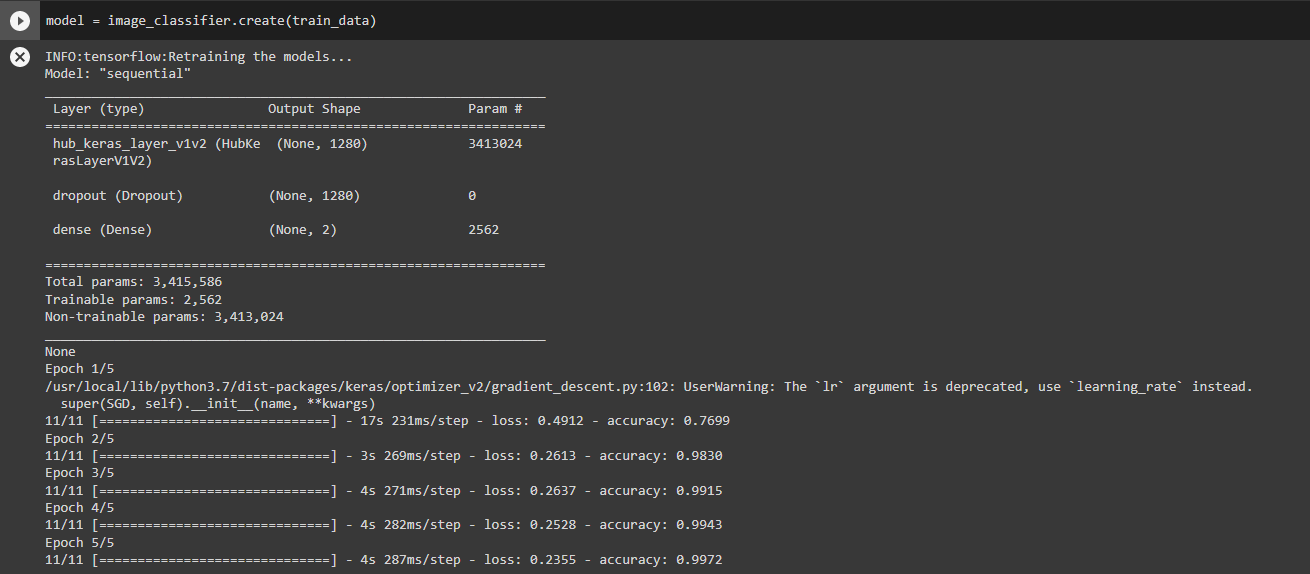 model = image_classifier.create(train_data)
INFO:tensorflow:Retraining the models...
Model: "sequential"
_________________________________________________________________
 Layer (type)                Output Shape              Param #
=================================================================
 hub_keras_layer_v1v2 (HubKe  (None, 1280)             3413024
 rasLayerV1V2)
 dropout (Dropout)           (None, 1280)              0
 dense (Dense)               (None, 2)                 2562
=================================================================
Total params: 3,415,586
Trainable params: 2,562
Non-trainable params: 3,413,024
_________________________________________________________________
None
Epoch 1/5
/usr/local/lib/python3.7/dist-packages/keras/optimizer_v2/gradient_descent.py:102: UserWarning: The `lr` argument is deprecated, use `learning_rate` instead.
  super(SGD, self).__init__(name, **kwargs)
11/11 [==============================] - 17s 231ms/step - loss: 0.4912 - accuracy: 0.7699
Epoch 2/5
11/11 [==============================] - 3s 269ms/step - loss: 0.2613 - accuracy: 0.9830
Epoch 3/5
11/11 [==============================] - 4s 271ms/step - loss: 0.2637 - accuracy: 0.9915
Epoch 4/5
11/11 [==============================] - 4s 282ms/step - loss: 0.2528 - accuracy: 0.9943
Epoch 5/5
11/11 [==============================] - 4s 287ms/step - loss: 0.2355 - accuracy: 0.9972